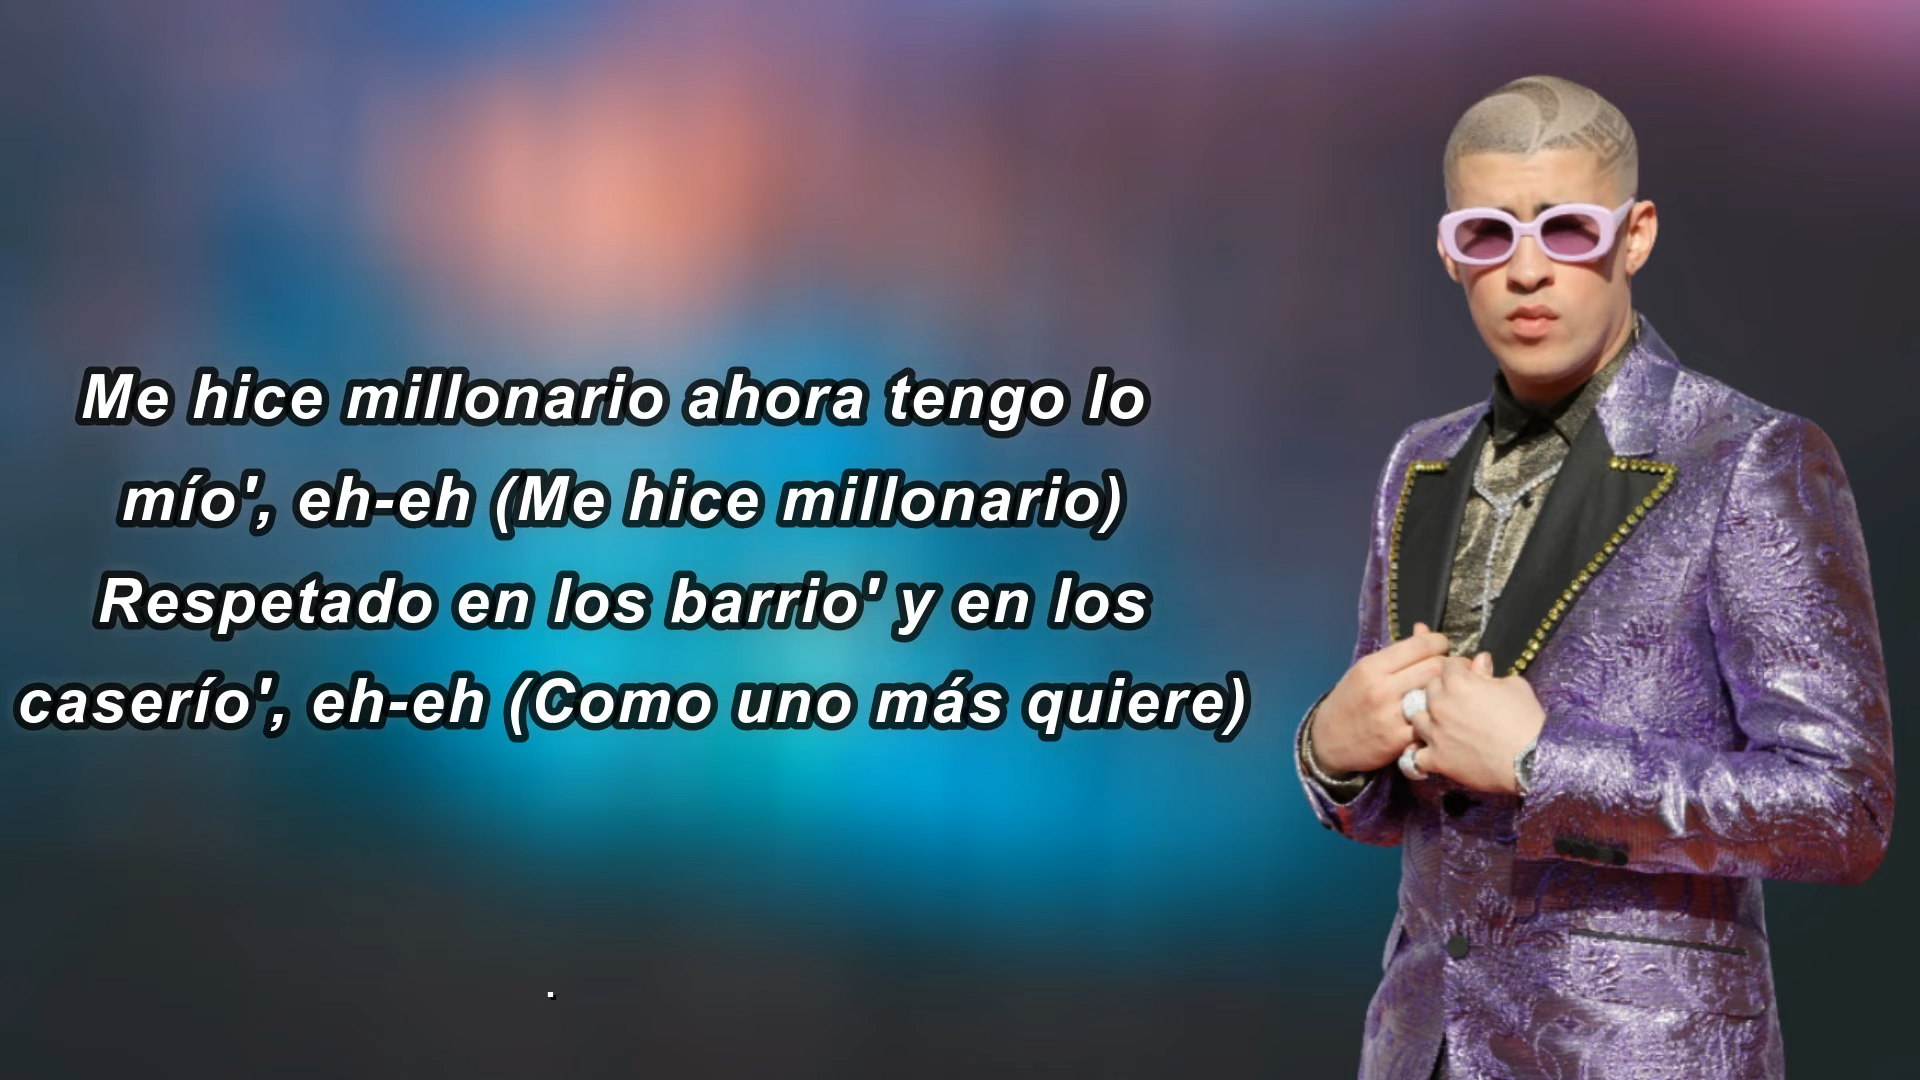 Me hice millonario ahora tengo lo
mío', eh-eh (Me hice millonario)
Respetado en los barrio' y en los
caserío', eh-eh (Como uno más quiere)
.